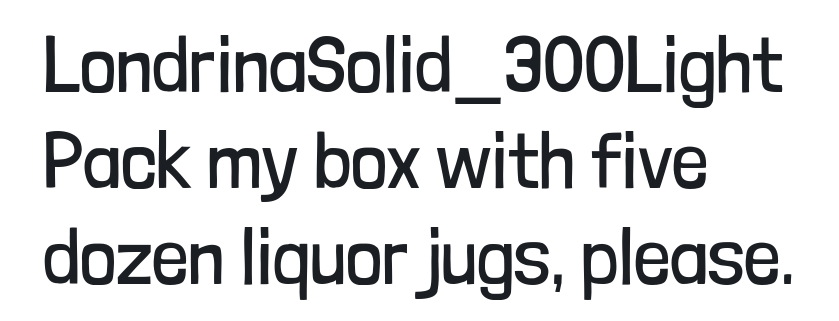 LondrinaSolid_300Light
Pack my box with five
dozen liquor jugs, please.